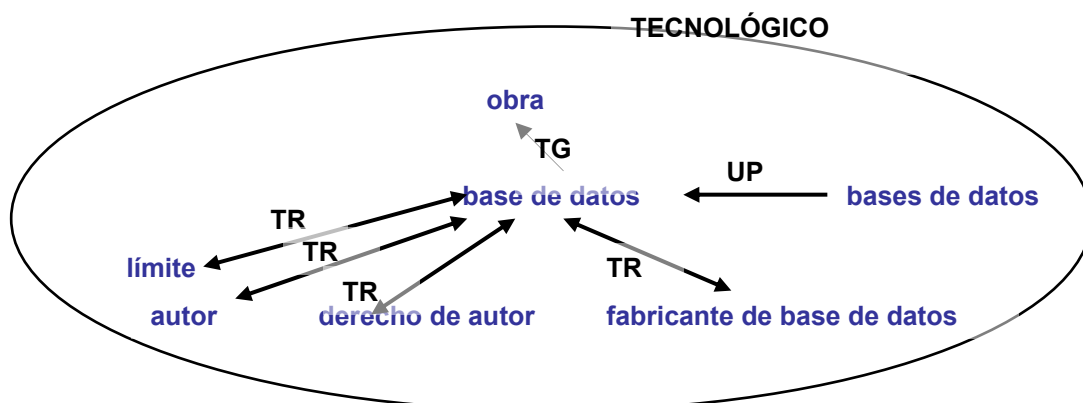 TECNOLÓGICO
obra
TG
base de datos
UP
bases de datos
TR
TR
límite
TR
TR
autor
derecho de autor
fabricante de base de datos